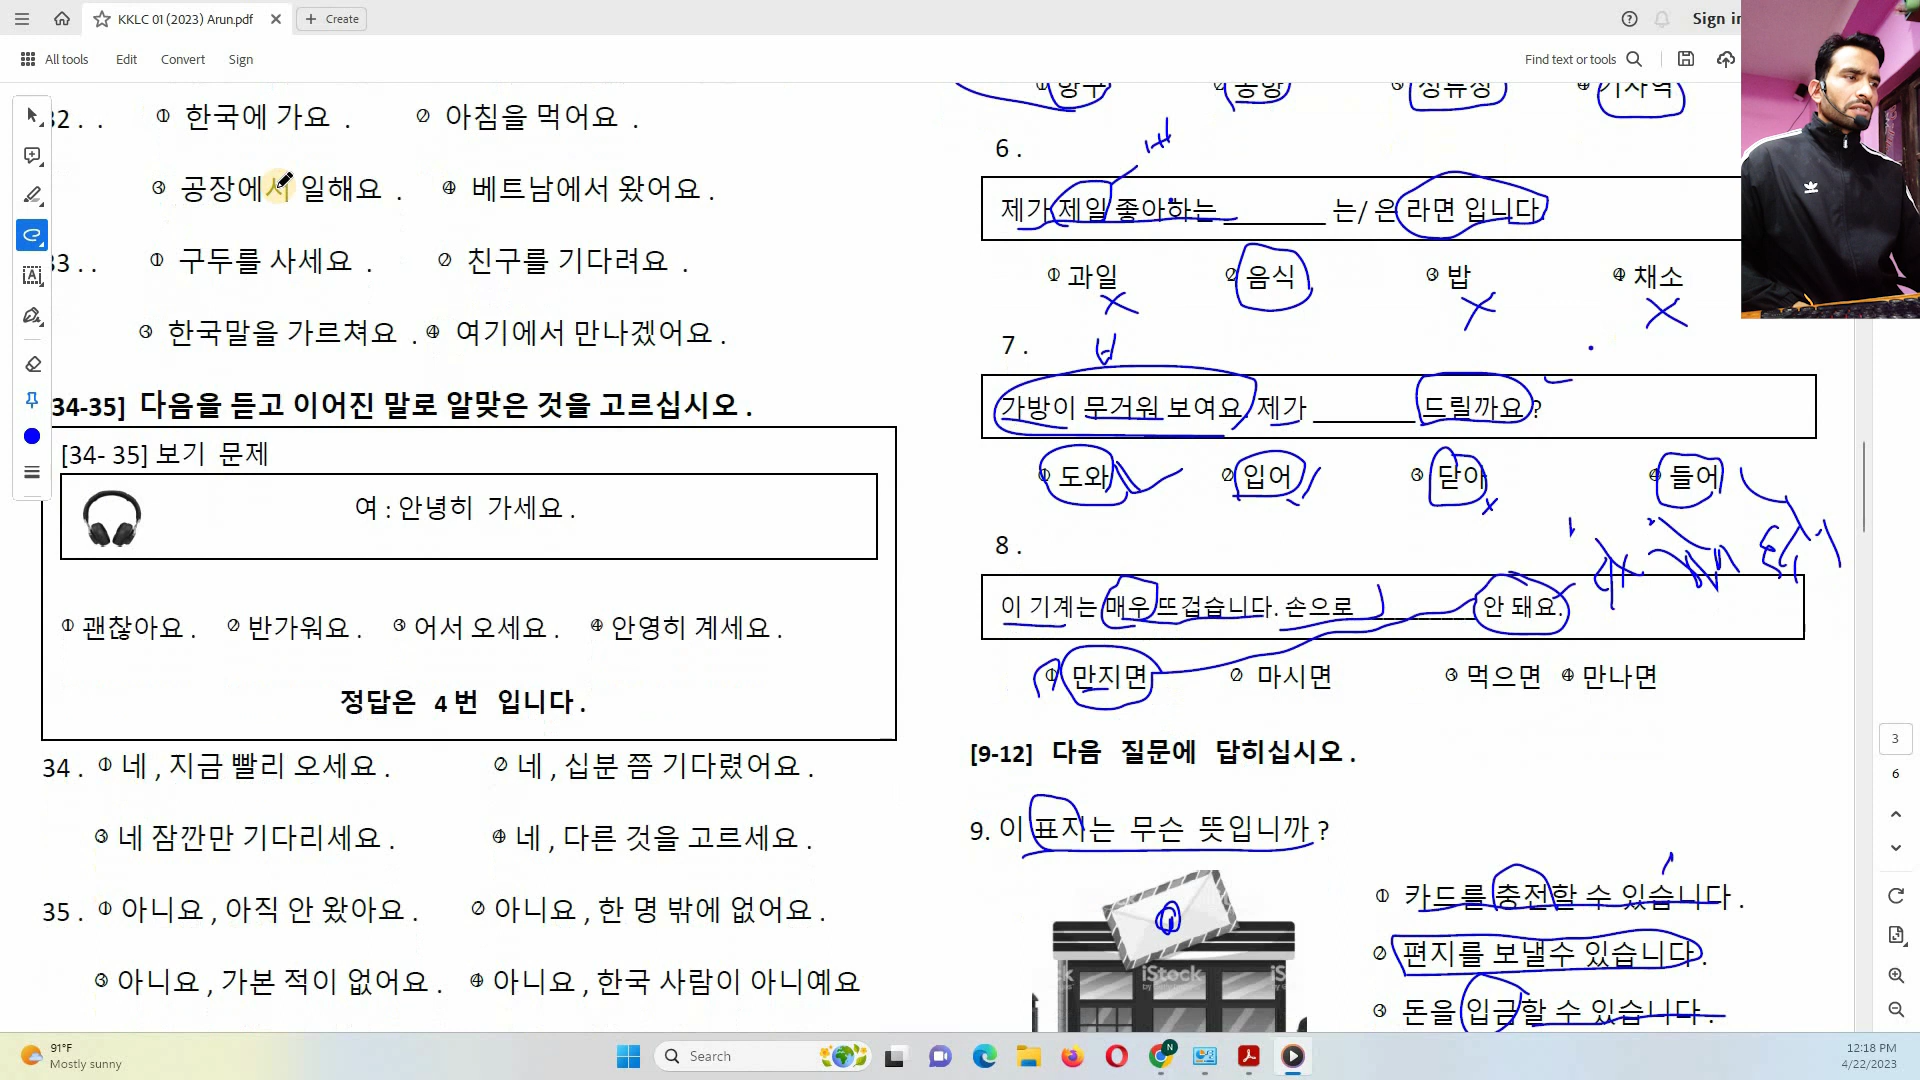 KKLC 01 (2023) Arun.pdf
Create
Sign in
All tools
Edit
Convert
Sign
Find text or tools
32 . .
① 한국에 가요 .
② 아침을 먹어요 .
③ 공장에서 일해요 .
④ 베트남에서 왔어요 .
33 . .
① 구두를 사세요 .
② 친구를 기다려요 .
③ 한국말을 가르쳐요 .
④ 여기에서 만나겠어요 .
34-35] 다음을 듣고 이어진 말로 알맞은 것을 고르십시오 .
[34- 35] 보기 문제
여 : 안녕히 가세요 .
① 괜찮아요 .
② 반가워요 .
③ 어서 오세요 .
④ 안영히 계세요 .
정답은 4 번 입니다 .
34 . ① 네 , 지금 빨리 오세요 .
② 네 , 십분 쯤 기다렸어요 .
③ 네 잠깐만 기다리세요 .
④ 네 , 다른 것을 고르세요 .
35 . ① 아니요 , 아직 안 왔아요 .
② 아니요 , 한 명 밖에 없어요 .
③ 아니요 , 가본 적이 없어요 .
④ 아니요 , 한국 사람이 아니예요
6 .
제가 제일 좋아하는 ________ 는/ 은 라면 입니다
① 과일
② 음식
③ 밥
④ 채소
7 .
가방이 무거워 보여요. 제가 ________ 드릴까요 ?
① 도와
② 입어
③ 닫아
④ 들어
8 .
이 기계는 매우 뜨겁습니다. 손으로 ________ 안 돼요.
① 만지면
② 마시면
③ 먹으면
④ 만나면
[9-12] 다음 질문에 답히십시오 .
9. 이 표지는 무슨 뜻입니까 ?
iStock
① 카드를 충전할 수 있습니다 .
② 편지를 보낼수 있습니다 .
③ 돈을 입금할 수 있습니다 .
3
6
91°F
Mostly sunny
Search
12:18 PM
4/22/2023